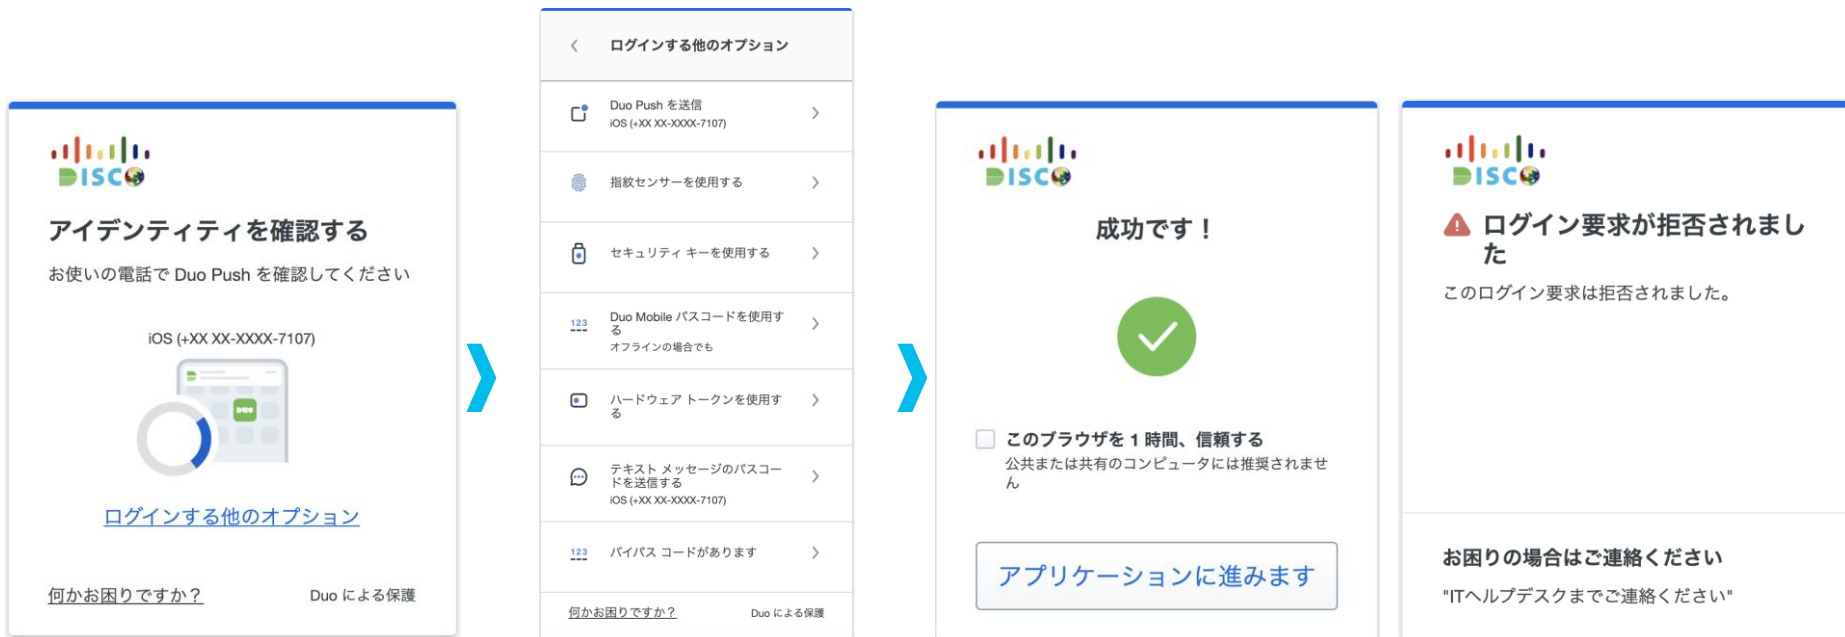 DISCO
アイデンティティを確認する
お使いの電話で Duo Push を確認してください
iOS (+XX XX-XXXX-7107)
DUO
ログインする他のオプション
何かお困りですか？
Duo による保護
ログインする他のオプション
Duo Push を送信
iOS (+XX XX-XXXX-7107)
指紋センサーを使用する
セキュリティ キーを使用する
123
Duo Mobile パスコードを使用す
る
オフラインの場合でも
ハードウェア トークンを使用す
る
テキスト メッセージのパスコー
ドを送信する
iOS (+XX XX-XXXX-7107)
123
バイパス コードがあります
何かお困りですか？
Duo による保護
DISCO
成功です！
このブラウザを 1 時間、信頼する
公共または共有のコンピュータには推奨されませ
ん
アプリケーションに進みます
DISCO
ログイン要求が拒否されまし
た
このログイン要求は拒否されました。
お困りの場合はご連絡ください
"ITヘルプデスクまでご連絡ください"